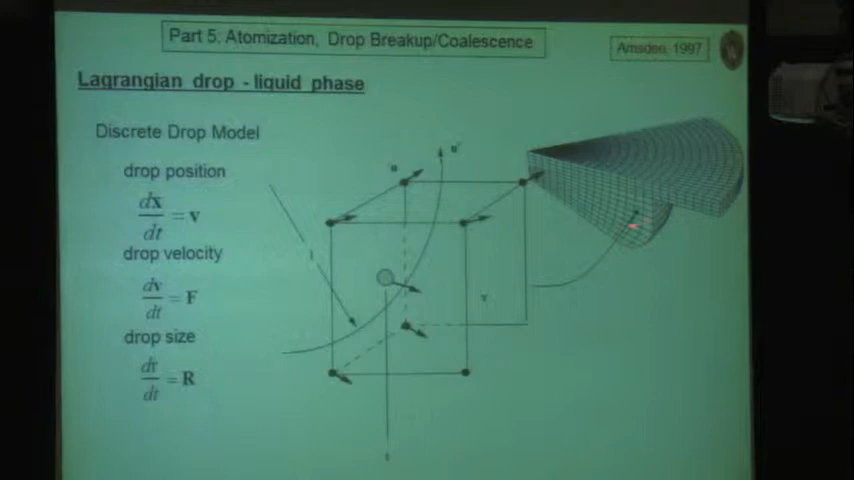 Part 5: Atomization, Drop Breakup/Coalescence
Amsden, 1997
Lagrangian drop - liquid phase
Discrete Drop Model
drop position
dx/dt = v
drop velocity
dv/dt = F
drop size
dr/dt = R
u
u'
l
v